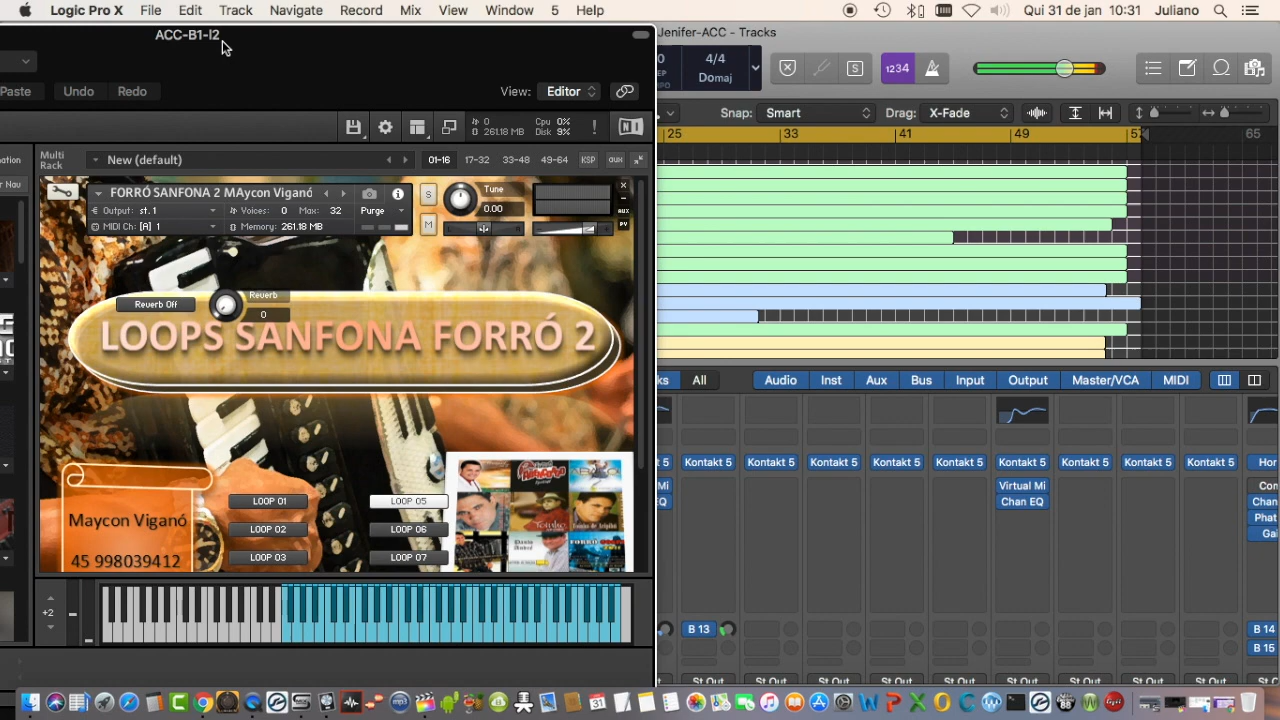 Logic Pro X File Edit Track Navigate Record Mix View Window 5 Help
Qui 31 de jan 10:31 Juliano
ACC-B1-I2
Jenifer-ACC - Tracks
0
4/4
Domaj
1234
Paste Undo Redo
View: Editor
Snap: Smart
Drag: X-Fade
0
261.18 MB
Cpu 0%
Disk 9%
25 33 41 49 57 65
Multi
Rack
New (default)
01-16 17-32 33-48 49-64 KSP AUX
FORRÓ SANFONA 2 MAycon Viganó
Output: st. 1
Voices: 0 Max: 32 Purge
MIDI Ch: [A] 1
Memory: 261.18 MB
S
M
Tune
0.00
L R
AUX
PV
Reverb Off
Reverb
0
LOOPS SANFONA FORRÓ 2
All Audio Inst Aux Bus Input Output Master/VCA MIDI
Kontakt 5 Kontakt 5 Kontakt 5 Kontakt 5 Kontakt 5 Kontakt 5 Kontakt 5 Kontakt 5
Virtual Mi
Chan EQ
LOOP 01
LOOP 05
LOOP 02
LOOP 06
LOOP 03
LOOP 07
Maycon Viganó
45 998039412
+2
B 13
B 14
B 15
St Out St Out St Out St Out St Out St Out St Out St Out St Out